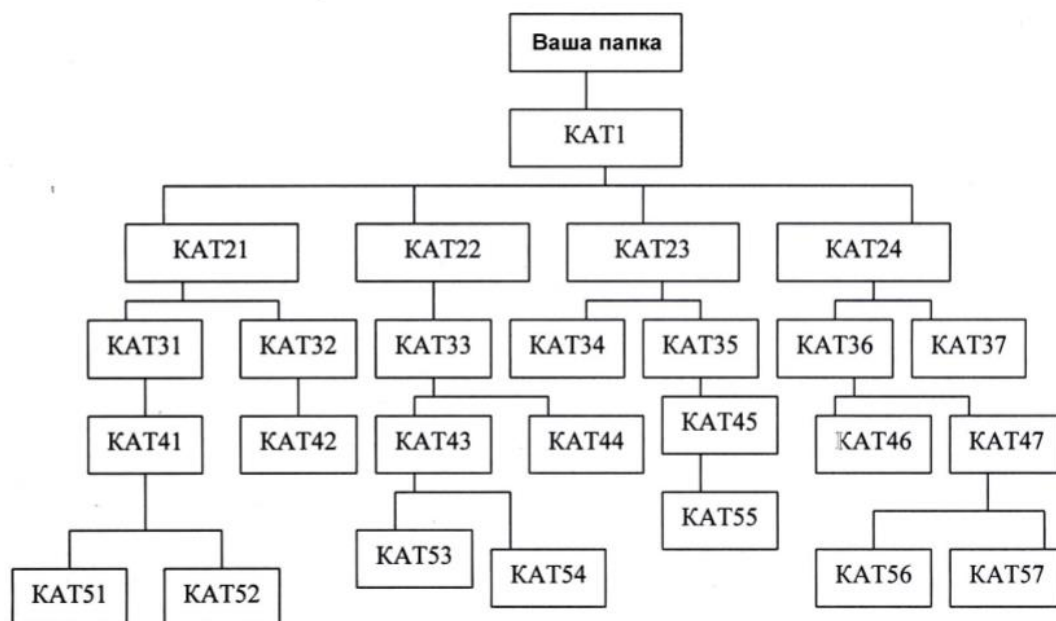 Ваша папка
КАТ1
КАТ21 КАТ22 КАТ23 КАТ24
КАТ31 КАТ32 КАТ33 КАТ34 КАТ35 КАТ36 КАТ37
КАТ41 КАТ42 КАТ43 КАТ44 КАТ45 КАТ46 КАТ47
КАТ51 КАТ52 КАТ53 КАТ54 КАТ55 КАТ56 КАТ57